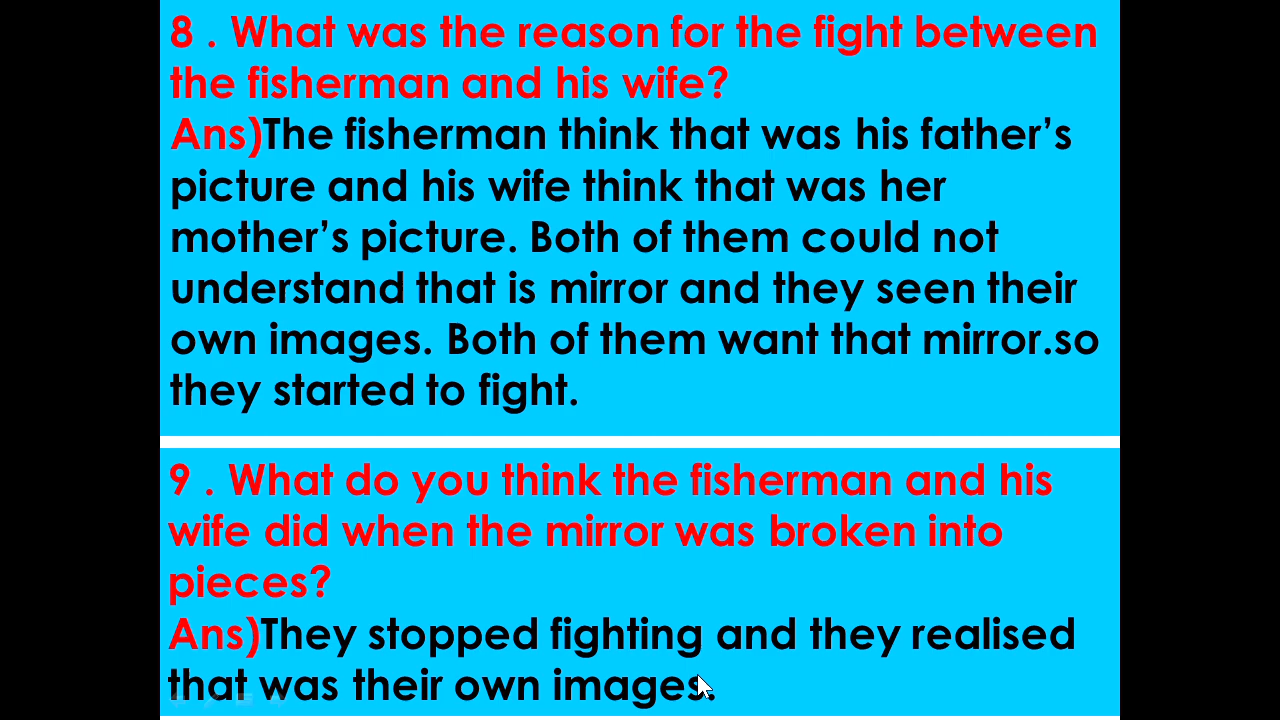 8 . What was the reason for the fight between
the fisherman and his wife?
Ans)The fisherman think that was his father’s
picture and his wife think that was her
mother’s picture. Both of them could not
understand that is mirror and they seen their
own images. Both of them want that mirror.so
they started to fight.
9 . What do you think the fisherman and his
wife did when the mirror was broken into
pieces?
Ans)They stopped fighting and they realised
that was their own images.